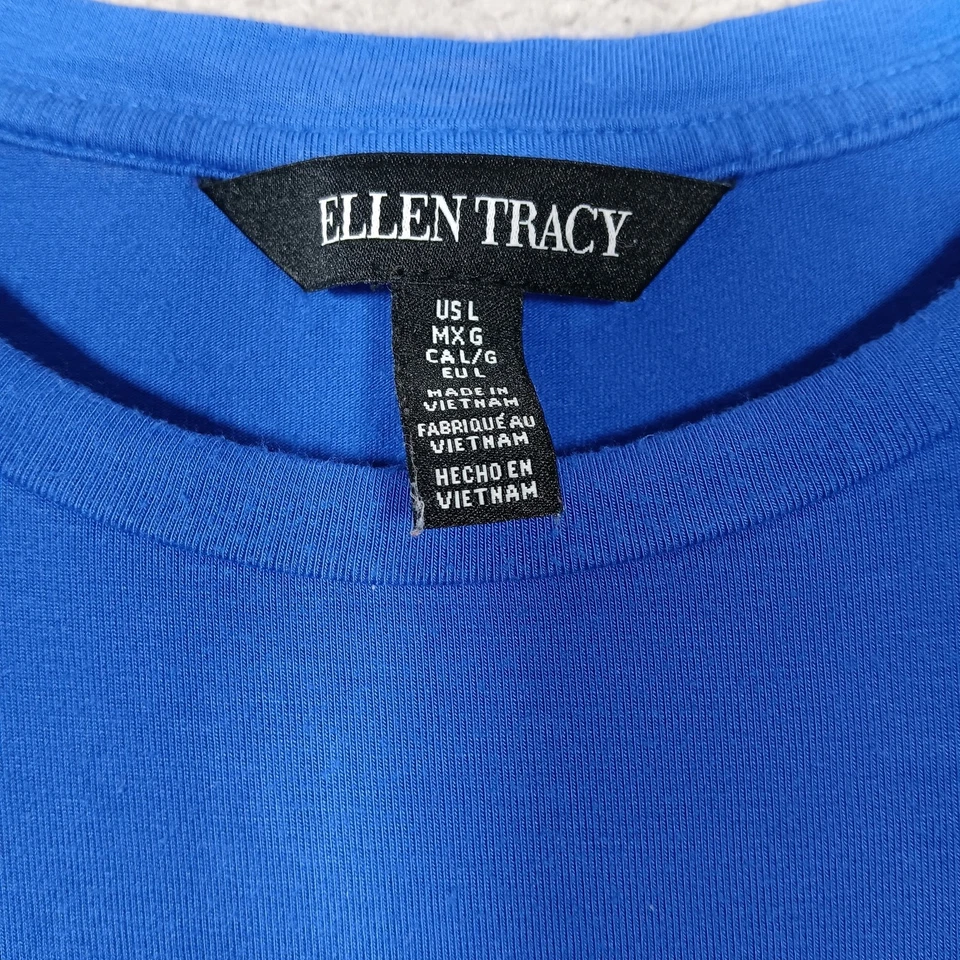 ELLEN TRACY
US L
MX G
CA L/G
EU L
MADE IN
VIETNAM
FABRIQUÉ AU
VIETNAM
HECHO EN
VIETNAM